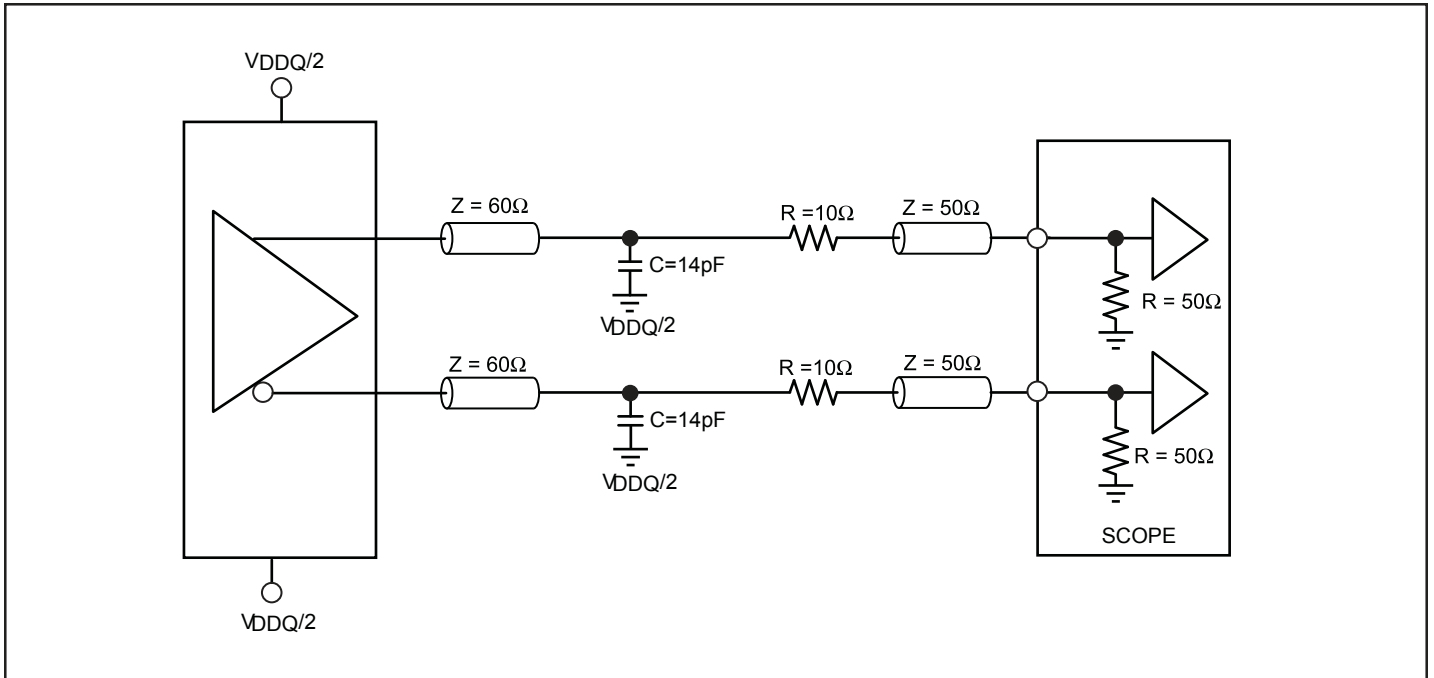 VDDQ/2
Z = 60Ω
R =10Ω
Z = 50Ω
C=14pF
R = 50Ω
VDDQ/2
Z = 60Ω
R =10Ω
Z = 50Ω
C=14pF
R = 50Ω
VDDQ/2
SCOPE
VDDQ/2